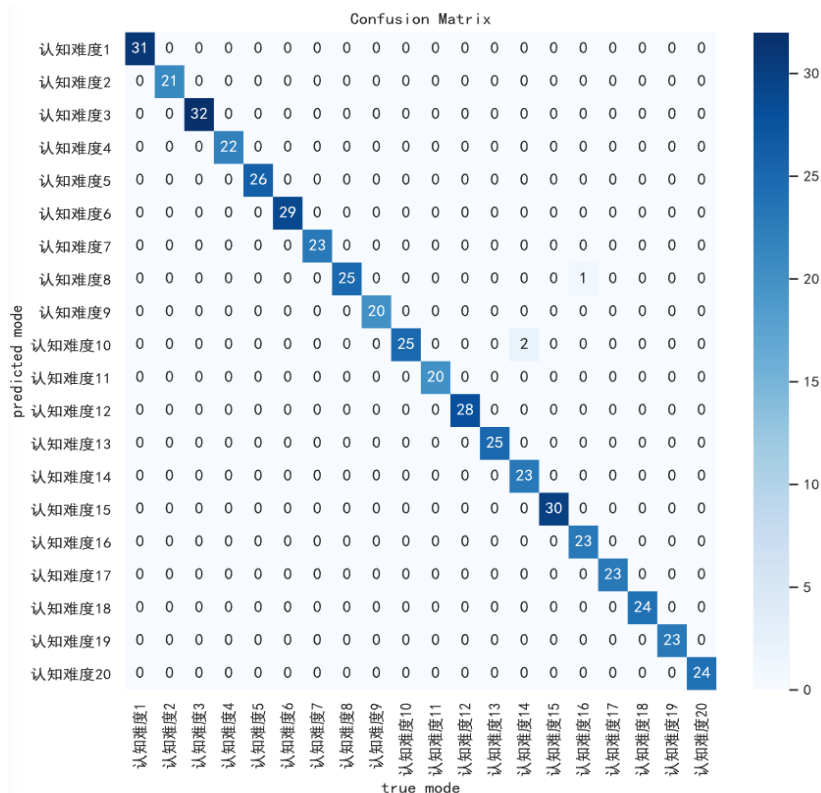 Confusion Matrix
认知难度1 31 0 0 0 0 0 0 0 0 0 0 0 0 0 0 0 0 0 0 0
认知难度2 0 21 0 0 0 0 0 0 0 0 0 0 0 0 0 0 0 0 0 0
认知难度3 0 0 32 0 0 0 0 0 0 0 0 0 0 0 0 0 0 0 0 0
认知难度4 0 0 0 22 0 0 0 0 0 0 0 0 0 0 0 0 0 0 0 0
认知难度5 0 0 0 0 26 0 0 0 0 0 0 0 0 0 0 0 0 0 0 0
认知难度6 0 0 0 0 0 29 0 0 0 0 0 0 0 0 0 0 0 0 0 0
认知难度7 0 0 0 0 0 0 23 0 0 0 0 0 0 0 0 0 0 0 0 0
认知难度8 0 0 0 0 0 0 0 25 0 0 0 0 0 0 0 1 0 0 0 0
认知难度9 0 0 0 0 0 0 0 0 20 0 0 0 0 0 0 0 0 0 0 0
认知难度10 0 0 0 0 0 0 0 0 0 25 0 0 0 2 0 0 0 0 0 0
认知难度11 0 0 0 0 0 0 0 0 0 0 20 0 0 0 0 0 0 0 0 0
认知难度12 0 0 0 0 0 0 0 0 0 0 0 28 0 0 0 0 0 0 0 0
认知难度13 0 0 0 0 0 0 0 0 0 0 0 0 25 0 0 0 0 0 0 0
认知难度14 0 0 0 0 0 0 0 0 0 0 0 0 0 23 0 0 0 0 0 0
认知难度15 0 0 0 0 0 0 0 0 0 0 0 0 0 0 30 0 0 0 0 0
认知难度16 0 0 0 0 0 0 0 0 0 0 0 0 0 0 0 23 0 0 0 0
认知难度17 0 0 0 0 0 0 0 0 0 0 0 0 0 0 0 0 23 0 0 0
认知难度18 0 0 0 0 0 0 0 0 0 0 0 0 0 0 0 0 0 24 0 0
认知难度19 0 0 0 0 0 0 0 0 0 0 0 0 0 0 0 0 0 0 23 0
认知难度20 0 0 0 0 0 0 0 0 0 0 0 0 0 0 0 0 0 0 0 24
predicted mode
认知难度1
认知难度2
认知难度3
认知难度4
认知难度5
认知难度6
认知难度7
认知难度8
认知难度9
认知难度10
认知难度11
认知难度12
认知难度13
认知难度14
认知难度15
认知难度16
认知难度17
认知难度18
认知难度19
认知难度20
true mode
30
25
20
15
10
5
0